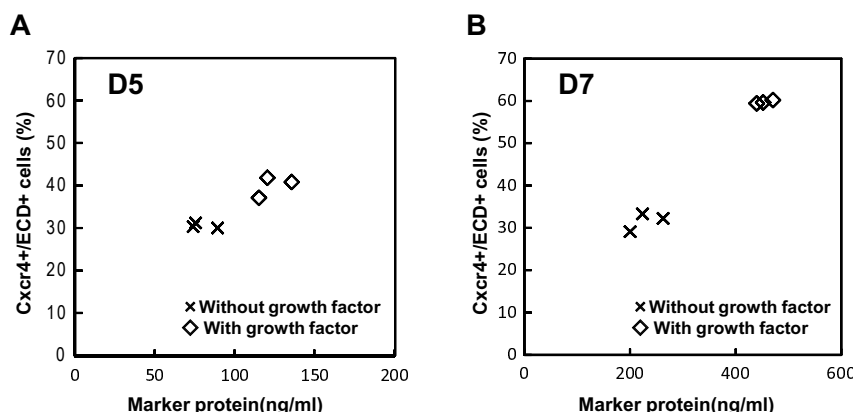 A
70
60
50
40
30
20
10
0
Cxcr4+/ECD+ cells (%)
D5
Without growth factor
With growth factor
0 50 100 150 200
Marker protein(ng/ml)
B
70
60
50
40
30
20
10
0
Cxcr4+/ECD+ cells (%)
D7
Without growth factor
With growth factor
0 200 400 600
Marker protein(ng/ml)